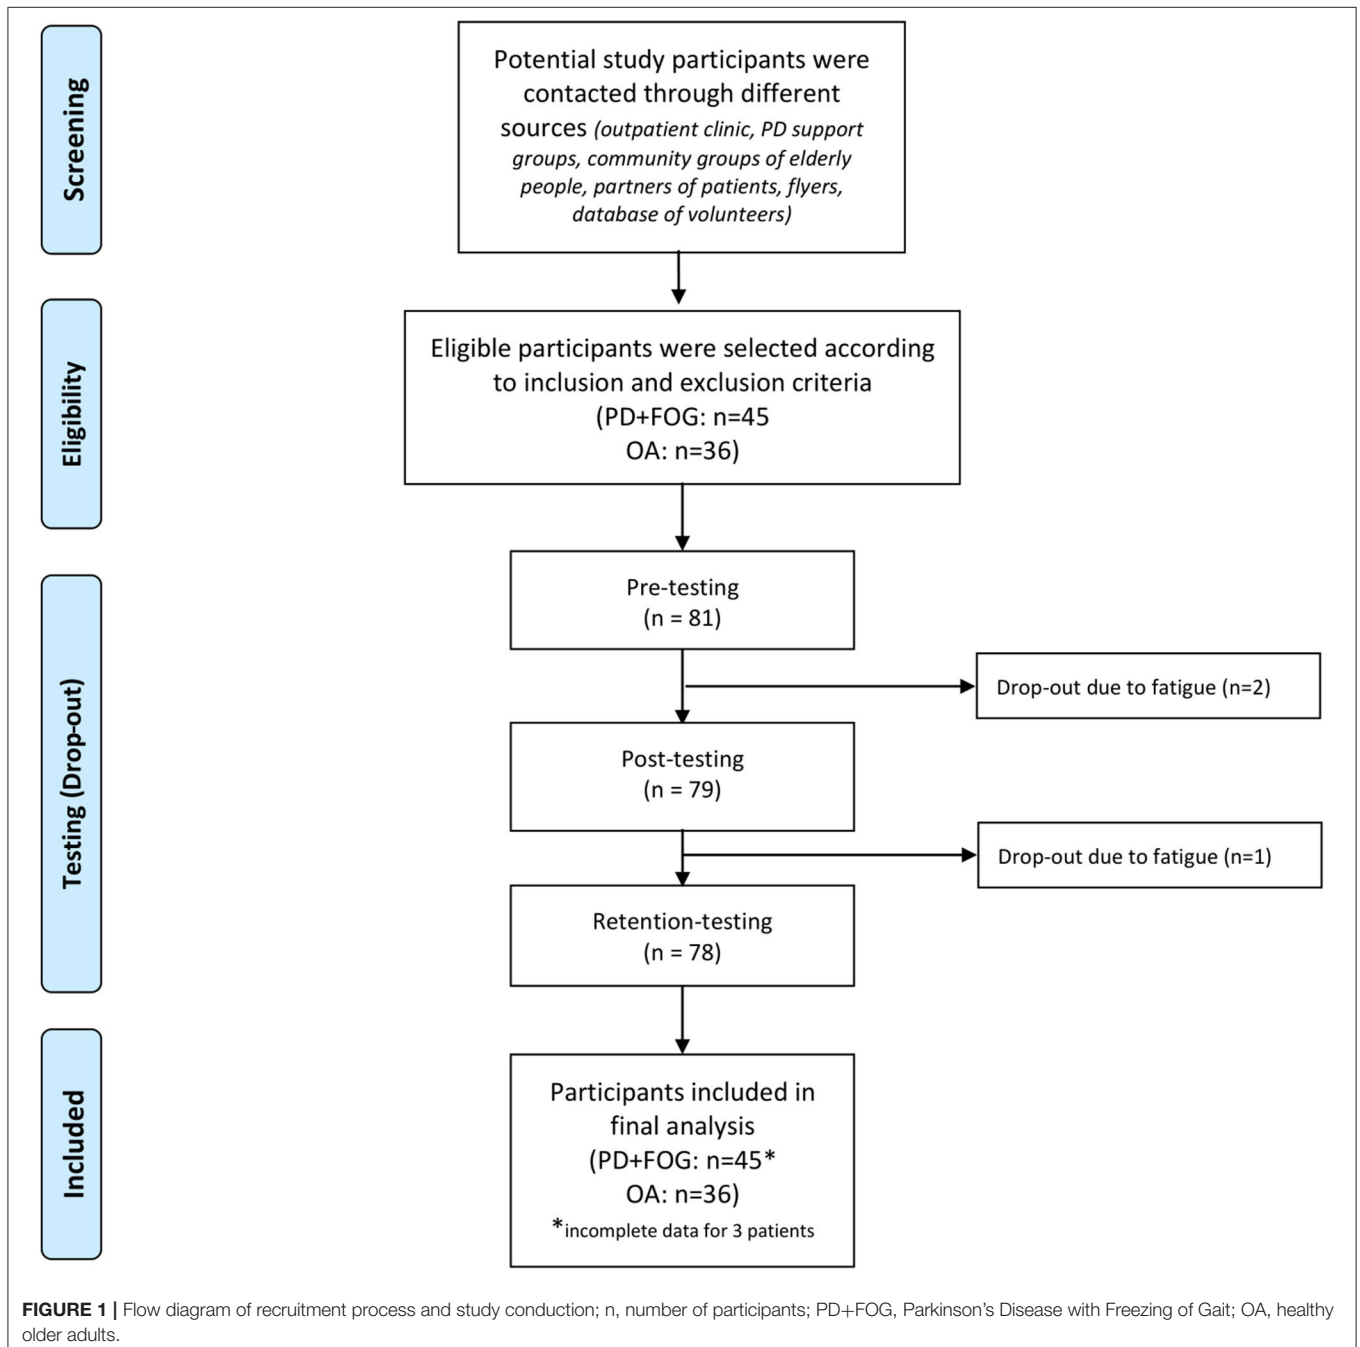 Screening
Potential study participants were
contacted through different
sources (outpatient clinic, PD support
groups, community groups of elderly
people, partners of patients, flyers,
database of volunteers)
Eligibility
Eligible participants were selected according
to inclusion and exclusion criteria
(PD+FOG: n=45
OA: n=36)
Testing (Drop-out)
Pre-testing
(n = 81)
Drop-out due to fatigue (n=2)
Post-testing
(n = 79)
Drop-out due to fatigue (n=1)
Retention-testing
(n = 78)
Included
Participants included in
final analysis
(PD+FOG: n=45*
OA: n=36)
*incomplete data for 3 patients
FIGURE 1 | Flow diagram of recruitment process and study conduction; n, number of participants; PD+FOG, Parkinson's Disease with Freezing of Gait; OA, healthy
older adults.